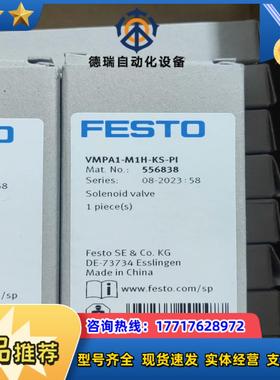 德瑞自动化设备
FESTO
VMPA1-M1H-KS-PI
Mat. No.: 556838
Series: 08-2023 : 58
Solenoid valve
1 piece(s)
Festo SE & Co. KG
DE-73734 Esslingen
Made in China
www.festo.com/sp
58
com/sp
咨询热线：17717628972
品推荐
型号齐全 现货速发 实体经营